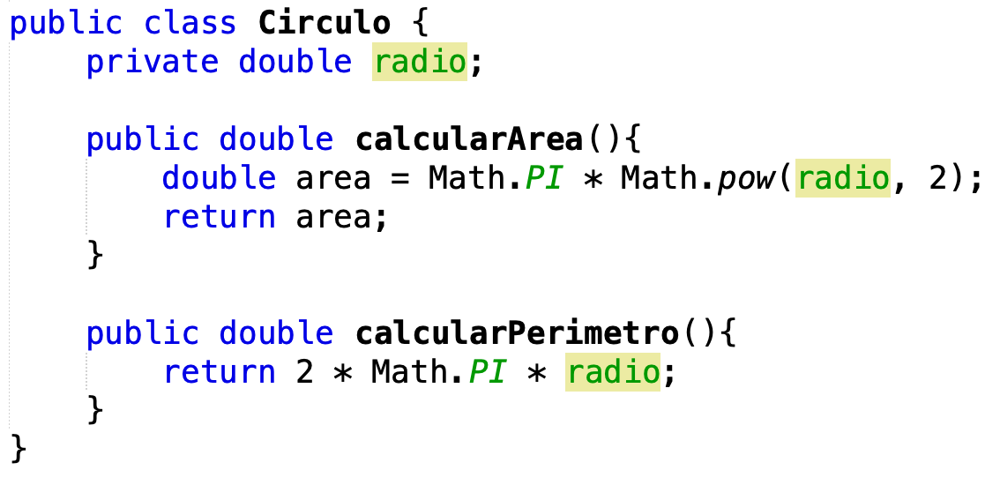 public class Circulo {
    private double radio;

    public double calcularArea(){
        double area = Math.PI * Math.pow(radio, 2);
        return area;
    }

    public double calcularPerimetro(){
        return 2 * Math.PI * radio;
    }
}